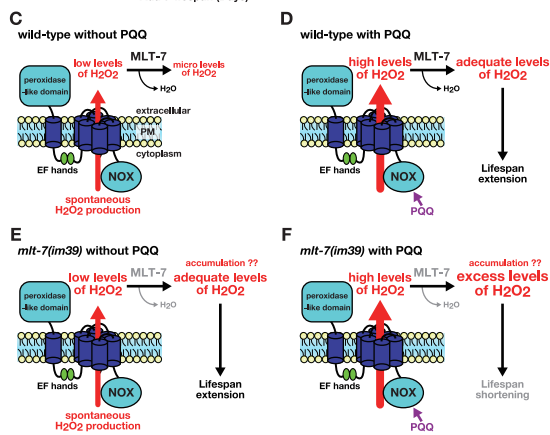 C
wild-type without PQQ
low levels
of H2O2
MLT-7
micro levels
of H2O2
H2O
peroxidase
-like domain
extracellular
PM
cytoplasm
EF hands
NOX
spontaneous
H2O2 production
D
wild-type with PQQ
high levels
of H2O2
MLT-7
adequate levels
of H2O2
H2O
peroxidase
-like domain
EF hands
NOX
PQQ
Lifespan
extension
E
mlt-7(im39) without PQQ
low levels
of H2O2
MLT-7
accumulation ??
adequate levels
of H2O2
H2O
peroxidase
-like domain
EF hands
NOX
spontaneous
H2O2 production
Lifespan
extension
F
mlt-7(im39) with PQQ
high levels
of H2O2
MLT-7
accumulation ??
excess levels
of H2O2
H2O
peroxidase
-like domain
EF hands
NOX
PQQ
Lifespan
shortening